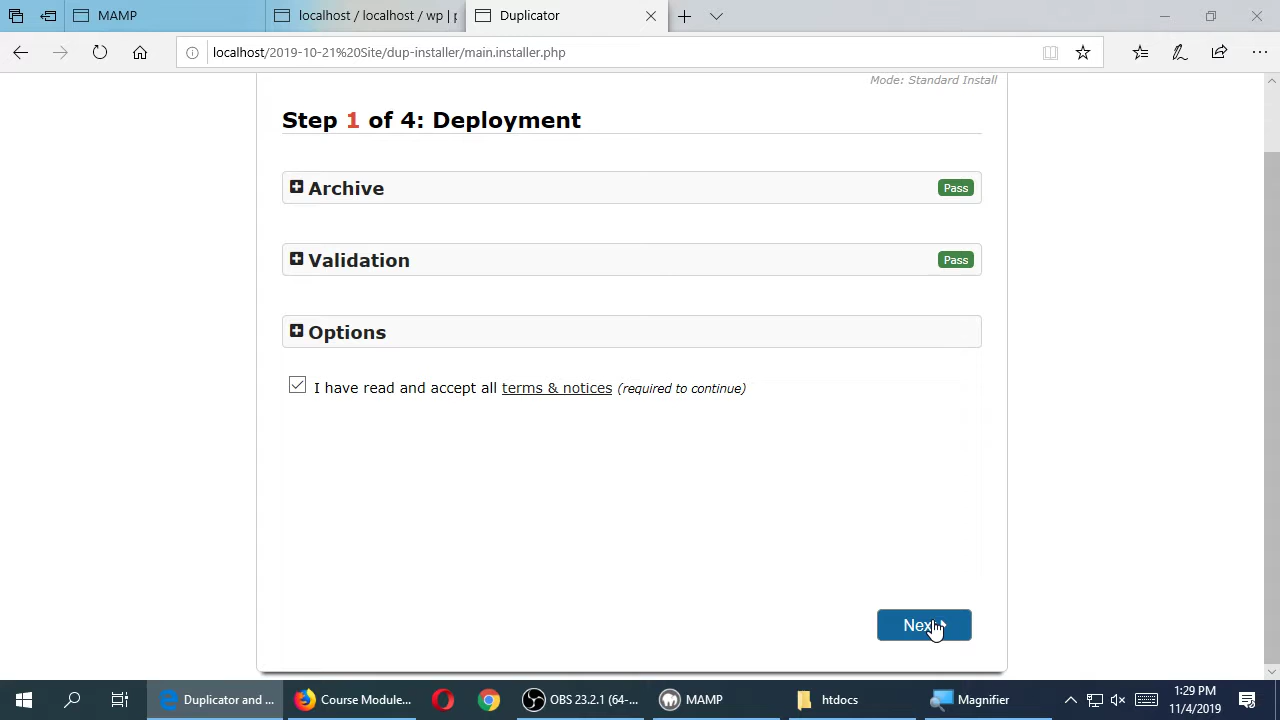 MAMP
localhost / localhost / wp | p
Duplicator
localhost/2019-10-21%20Site/dup-installer/main.installer.php
Mode: Standard Install
Step 1 of 4: Deployment
Archive
Pass
Validation
Pass
Options
I have read and accept all terms & notices (required to continue)
Duplicator and ...
Course Module...
OBS 23.2.1 (64-...
MAMP
htdocs
Magnifier
1:29 PM
11/4/2019